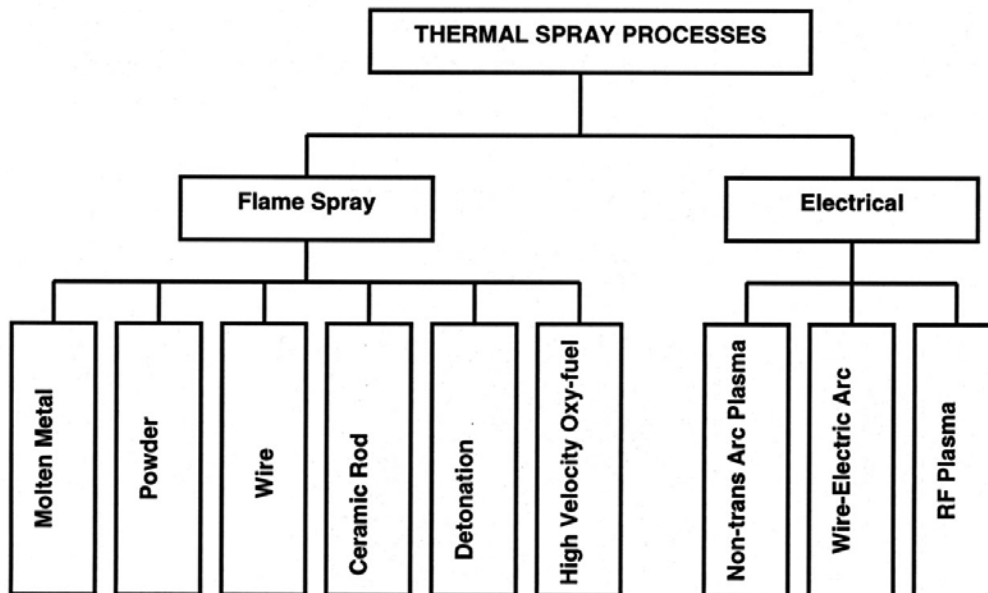 THERMAL SPRAY PROCESSES
Flame Spray
Electrical
Molten Metal
Powder
Wire
Ceramic Rod
Detonation
High Velocity Oxy-fuel
Non-trans Arc Plasma
Wire-Electric Arc
RF Plasma